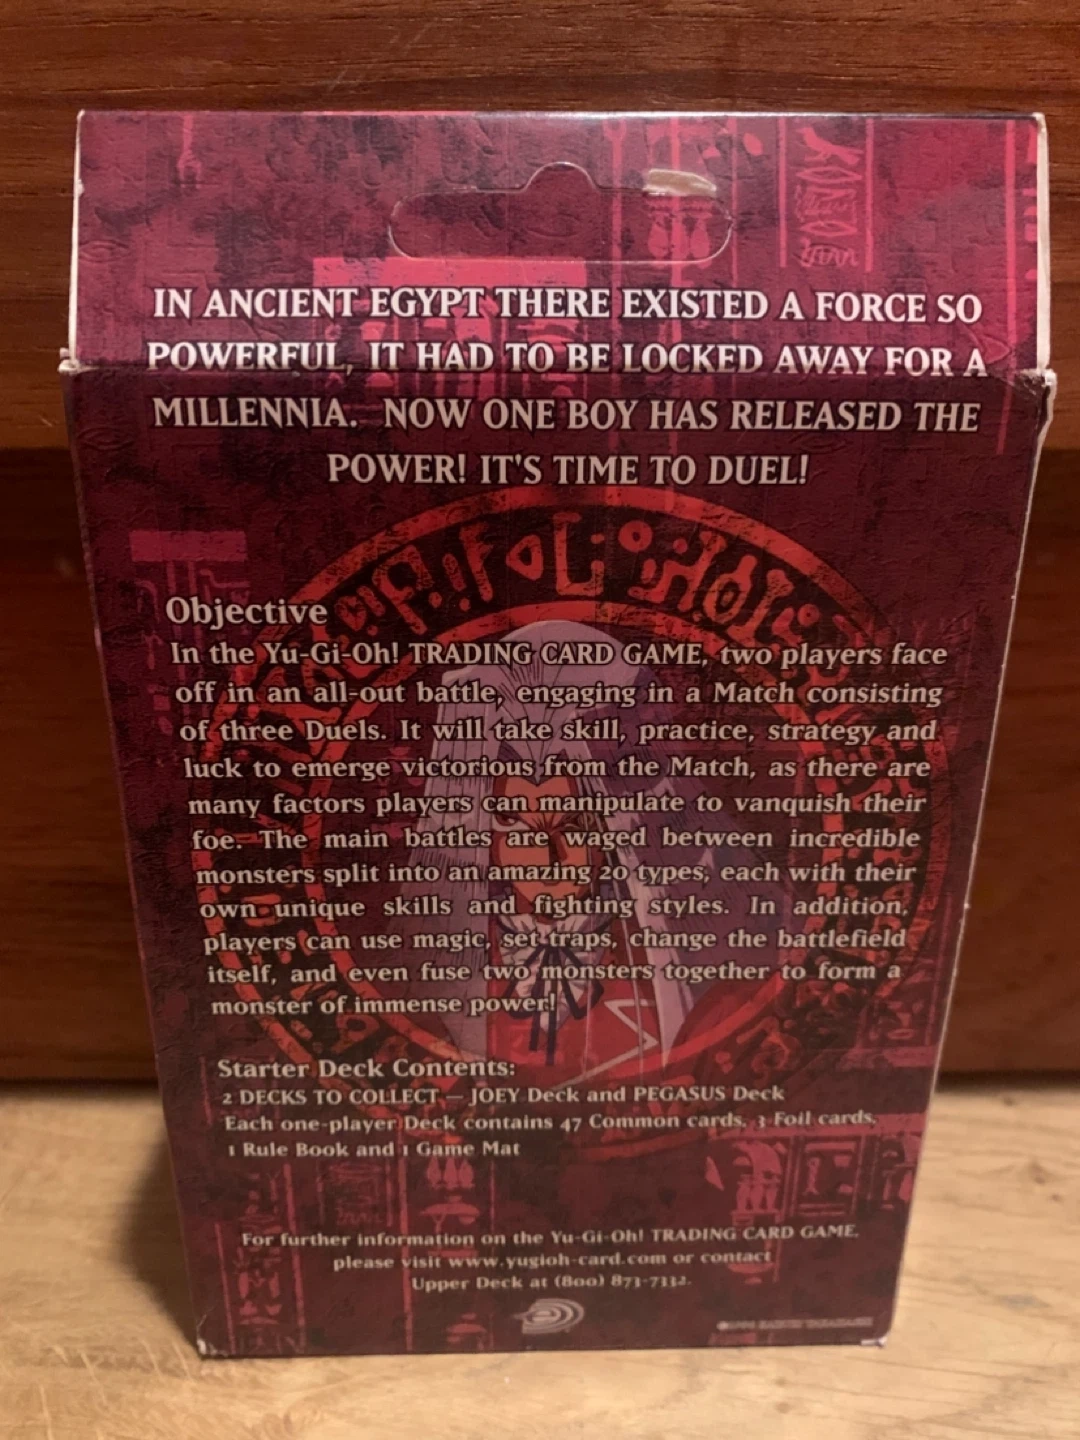 IN ANCIENT EGYPT THERE EXISTED A FORCE SO
POWERFUL, IT HAD TO BE LOCKED AWAY FOR A
MILLENNIA. NOW ONE BOY HAS RELEASED THE
POWER! IT'S TIME TO DUEL!
Objective
In the Yu-Gi-Oh! TRADING CARD GAME, two players face
off in an all-out battle, engaging in a Match consisting
of three Duels. It will take skill, practice, strategy and
luck to emerge victorious from the Match, as there are
many factors players can manipulate to vanquish their
foe. The main battles are waged between incredible
monsters split into an amazing 20 types, each with their
own unique skills and fighting styles. In addition,
players can use magic, set traps, change the battlefield
itself, and even fuse two monsters together to form a
monster of immense power!
Starter Deck Contents:
2 DECKS TO COLLECT — JOEY Deck and PEGASUS Deck
Each one-player Deck contains 47 Common cards, 3 Foil cards,
1 Rule Book and 1 Game Mat
For further information on the Yu-Gi-Oh! TRADING CARD GAME,
please visit www.yugioh-card.com or contact
Upper Deck at (800) 873-7332.